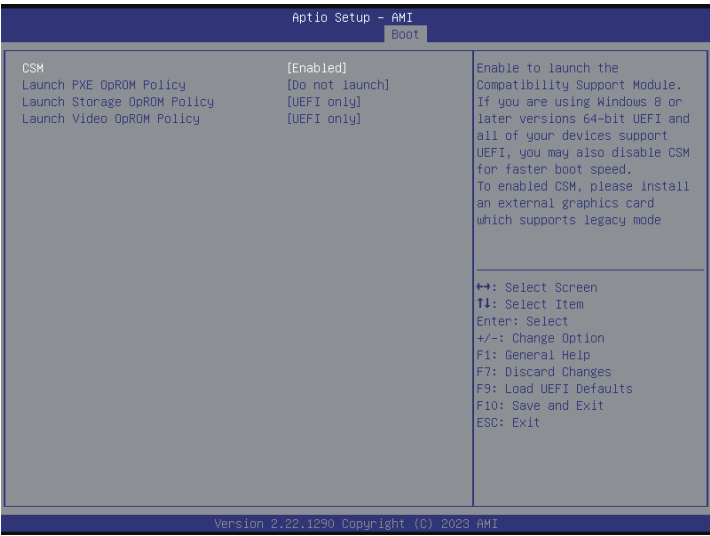 Aptio Setup – AMI
Boot
CSM [Enabled]
Launch PXE OpROM Policy [Do not launch]
Launch Storage OpROM Policy [UEFI only]
Launch Video OpROM Policy [UEFI only]
Enable to launch the
Compatibility Support Module.
If you are using Windows 8 or
later versions 64-bit UEFI and
all of your devices support
UEFI, you may also disable CSM
for faster boot speed.
To enabled CSM, please install
an external graphics card
which supports legacy mode
↔: Select Screen
↑↓: Select Item
Enter: Select
+/-: Change Option
F1: General Help
F7: Discard Changes
F9: Load UEFI Defaults
F10: Save and Exit
ESC: Exit
Version 2.22.1290 Copyright (C) 2023 AMI